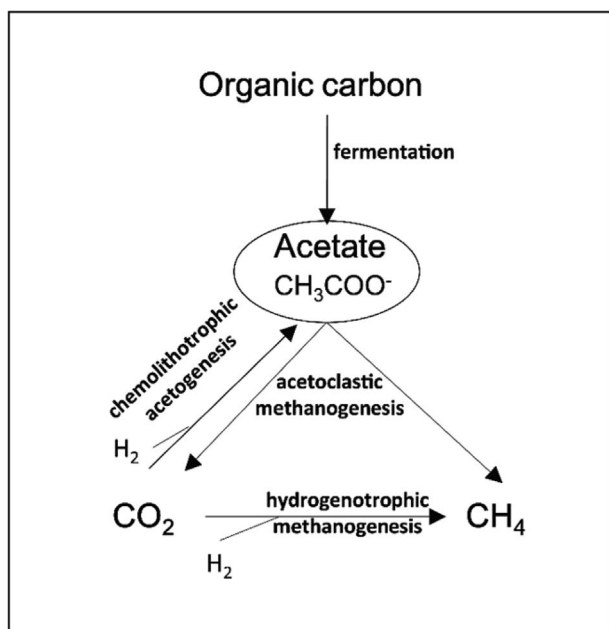 Organic carbon
fermentation
Acetate
CH₃COO⁻
chemolithotrophic
acetogenesis
acetoclastic
methanogenesis
H₂
hydrogenotrophic
CO₂
CH₄
methanogenesis
H₂